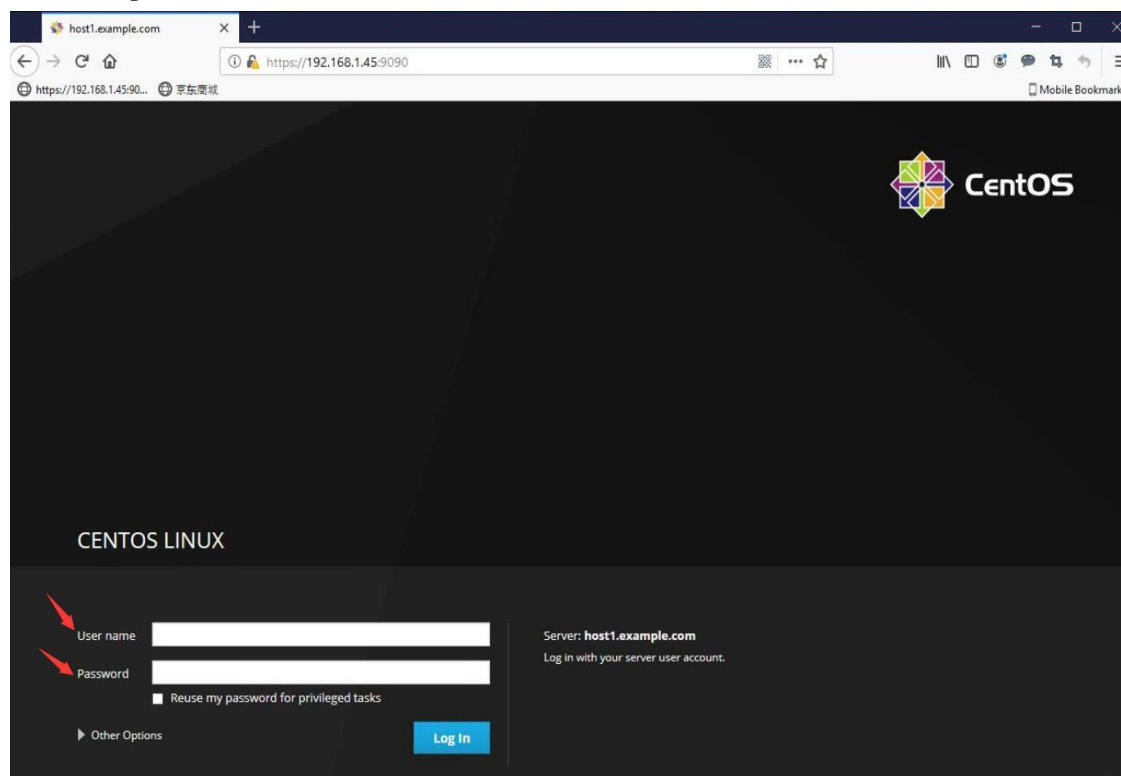 host1.example.com
https://192.168.1.45:9090
https://192.168.1.45:90...  京东商城
Mobile Bookmark
CentOS
CENTOS LINUX
User name
Server: host1.example.com
Log in with your server user account.
Password
Reuse my password for privileged tasks
Other Options
Log In